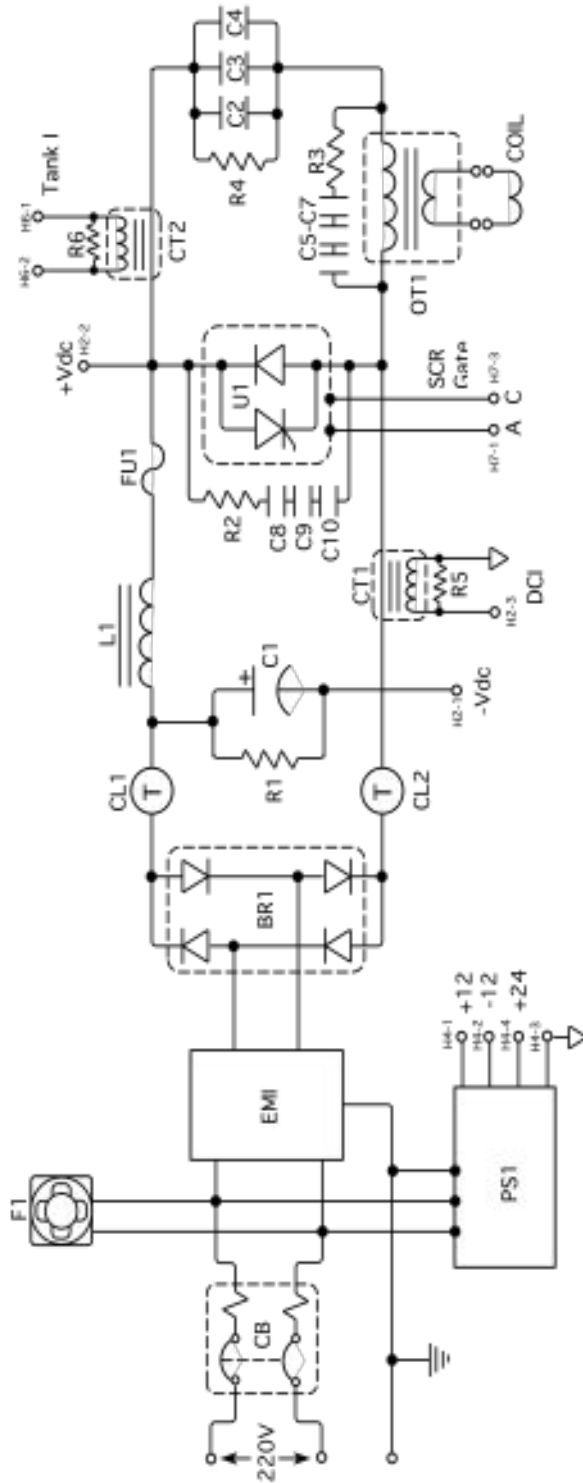 220V
CB
F1
EMI
PS1
H4-1
+12
H4-2
-12
H4-4
+24
H4-3
BR1
CL1
T
CL2
T
R1
C1
+
L1
H2-1
-Vdc
FU1
CT1
R5
H2-3
DCI
+Vdc
H2-2
U1
R2
C8
C9
C10
H7-1
A
H7-3
C
SCR
Gate
H6-2
H6-1
Tank I
R6
CT2
R4
C2
C3
C4
C5-C7
R3
OT1
COIL